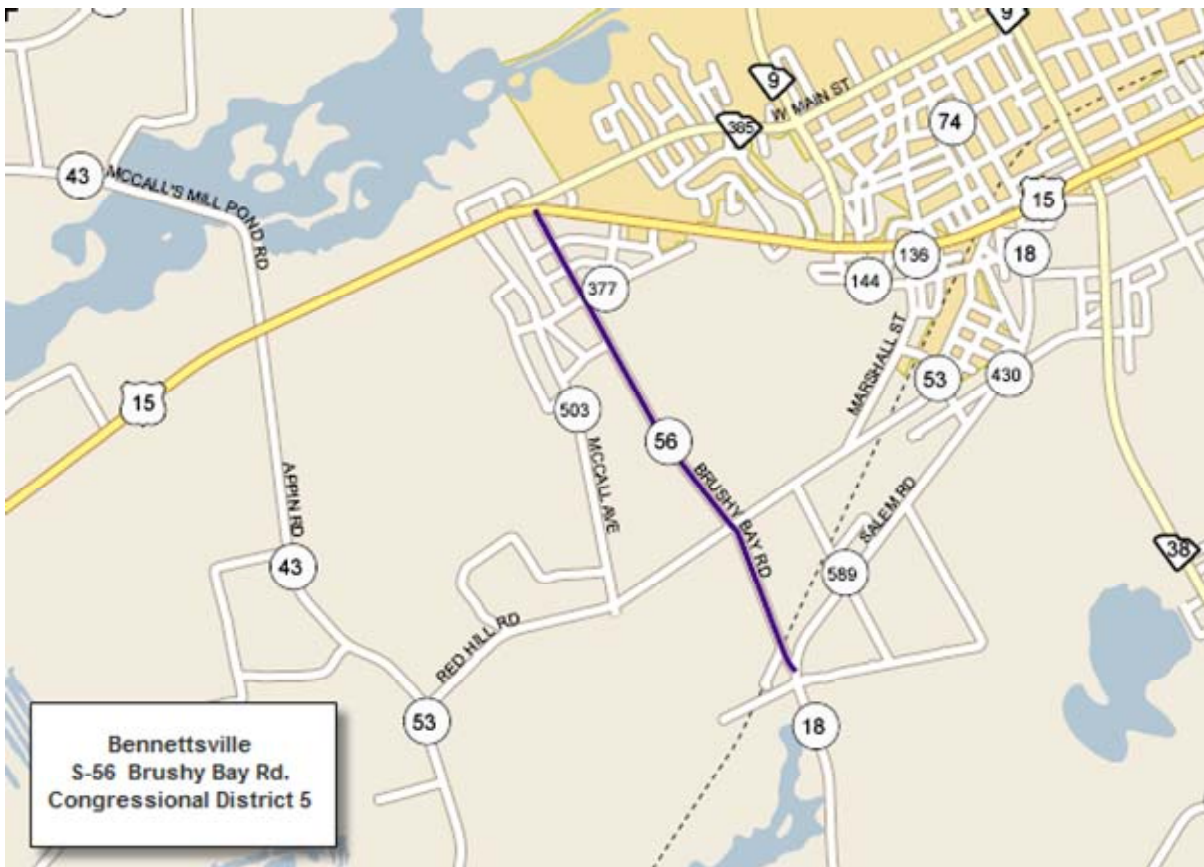 9
9
W MAIN ST
385
74
43
MCCALL'S MILL POND RD
15
136
18
144
377
MARSHALL ST
53
430
15
503
56
MCCALL AVE
BRUSHY BAY RD
APPIN RD
SALEM RD
43
589
38
RED HILL RD
53
18
Bennettsville
S-56 Brushy Bay Rd.
Congressional District 5